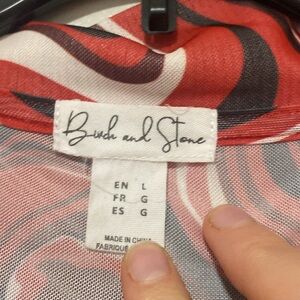 Birch and Stone
EN L
FR G
ES G
MADE IN CHINA
FABRIQUÉ